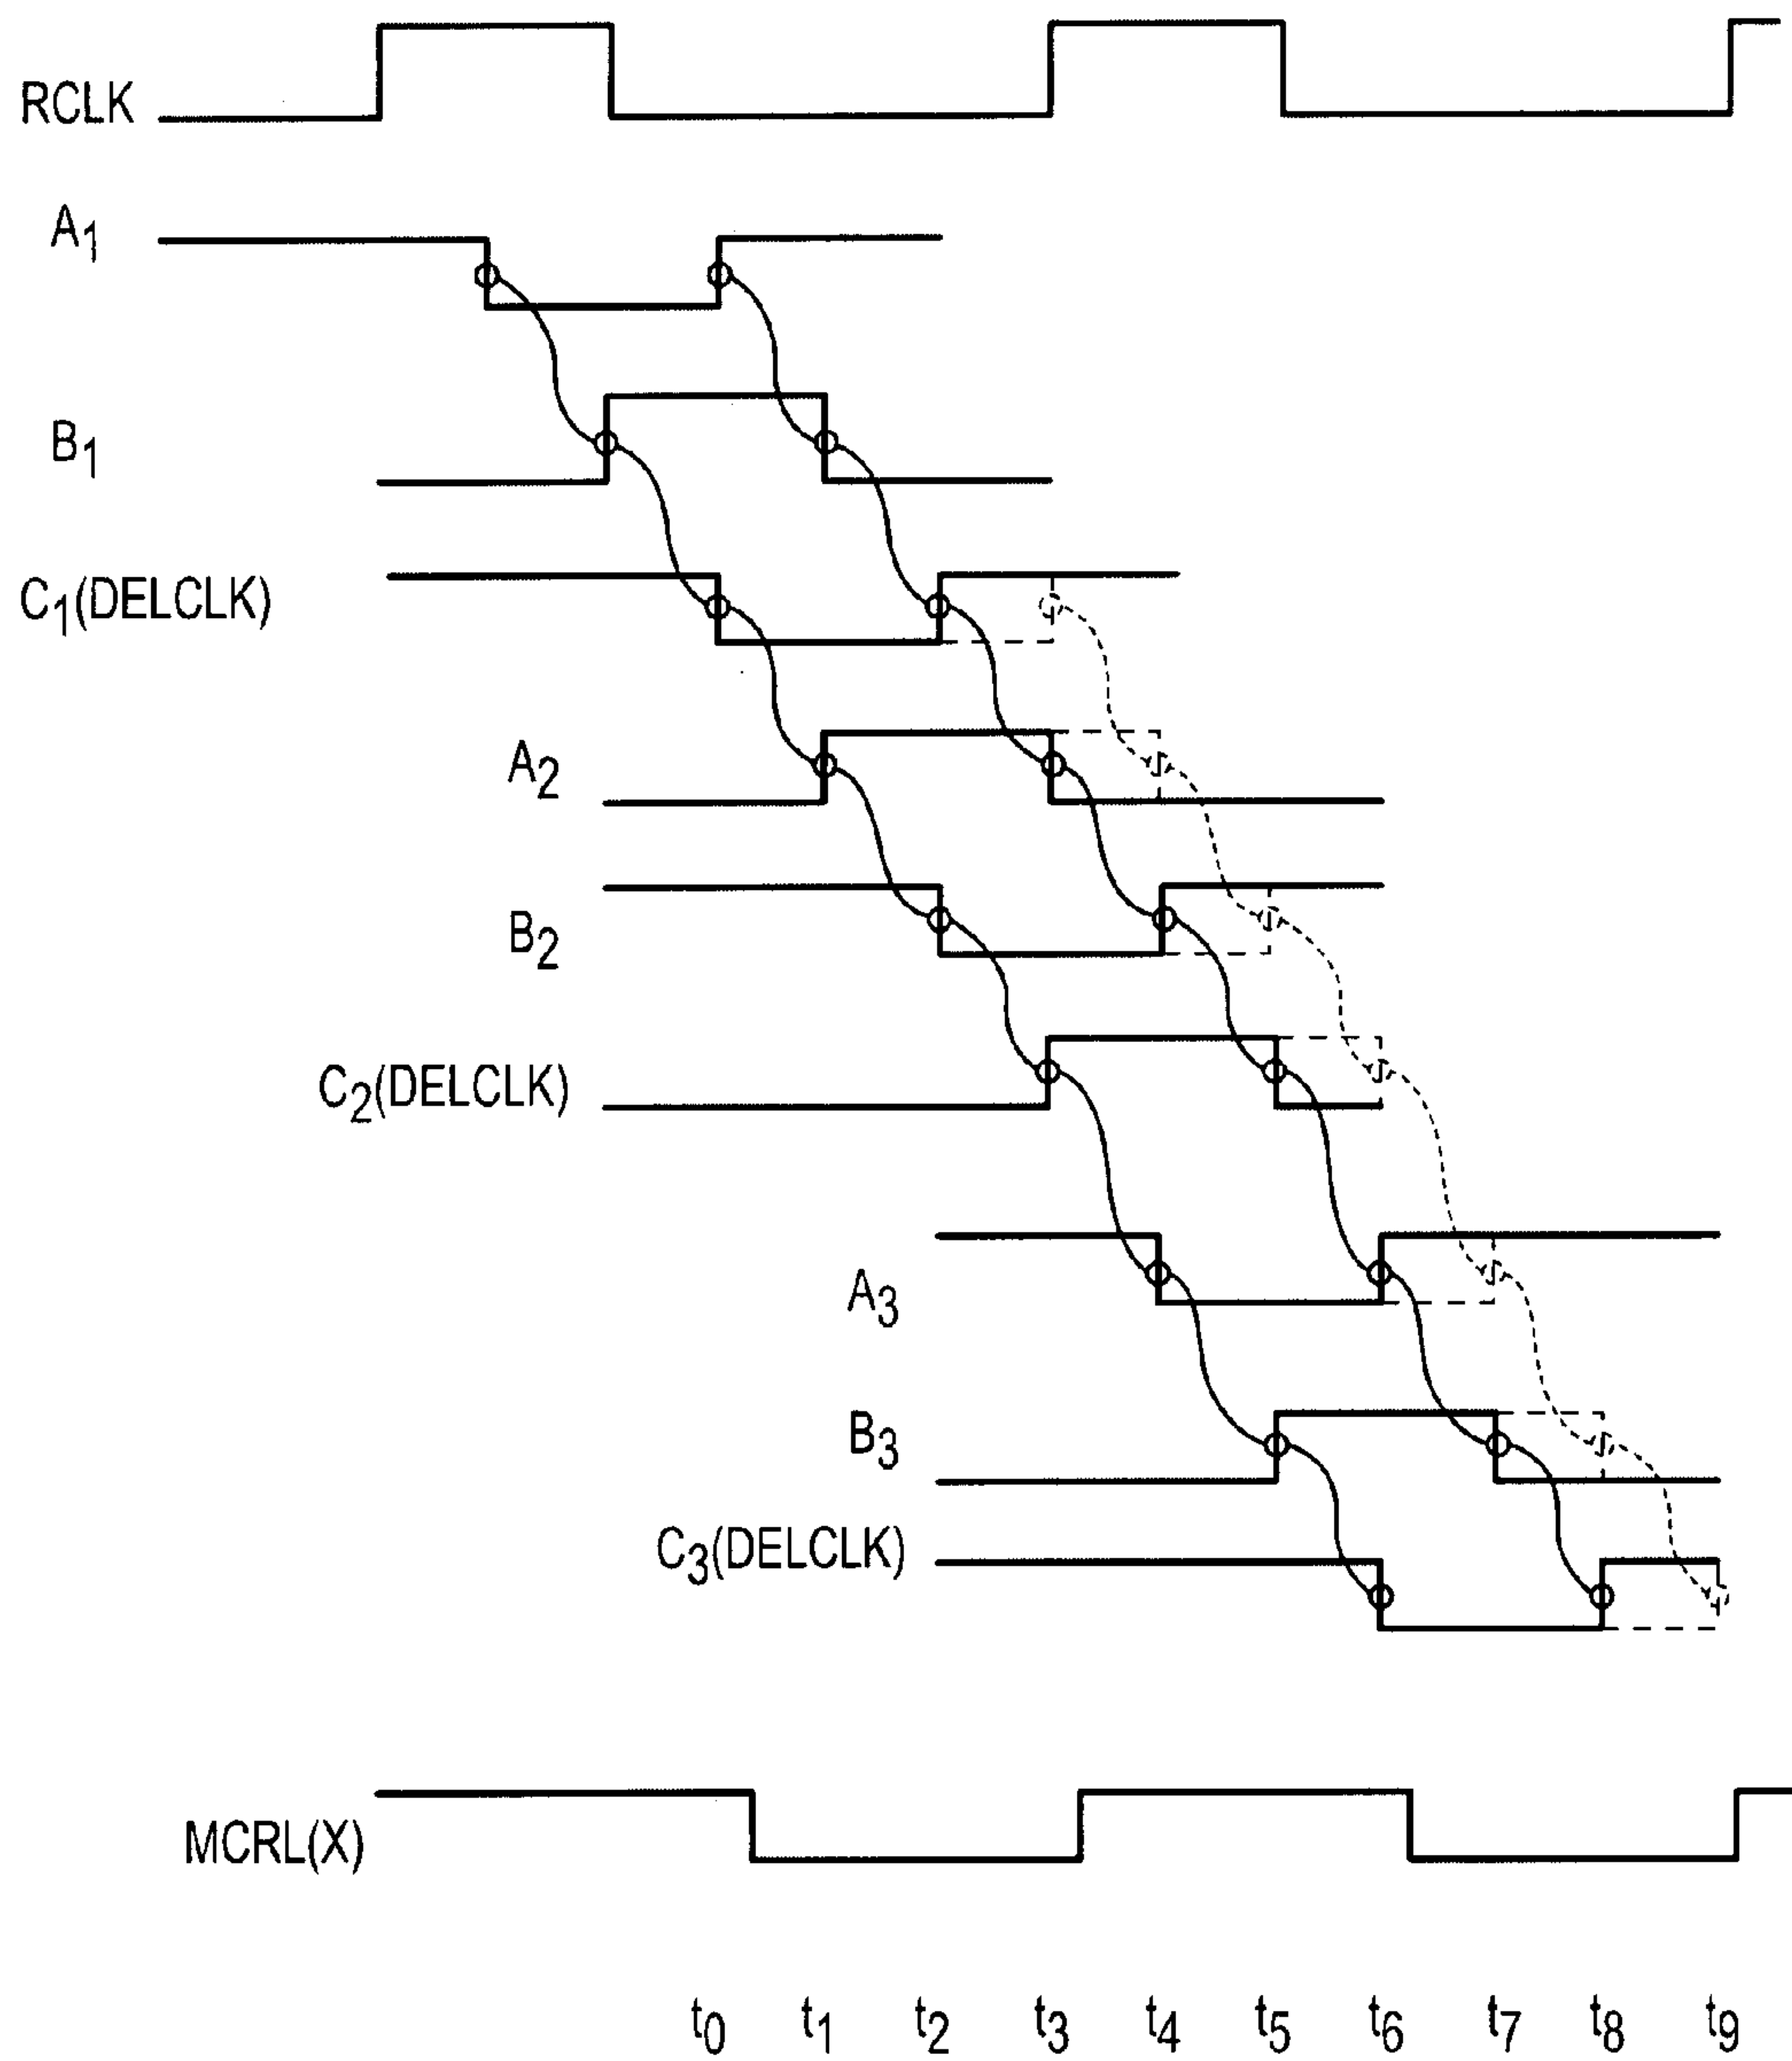 RCLK
A1
B1
C1(DELCLK)
A2
B2
C2(DELCLK)
A3
B3
C3(DELCLK)
MCRL(X)
t0 t1 t2 t3 t4 t5 t6 t7 t8 t9